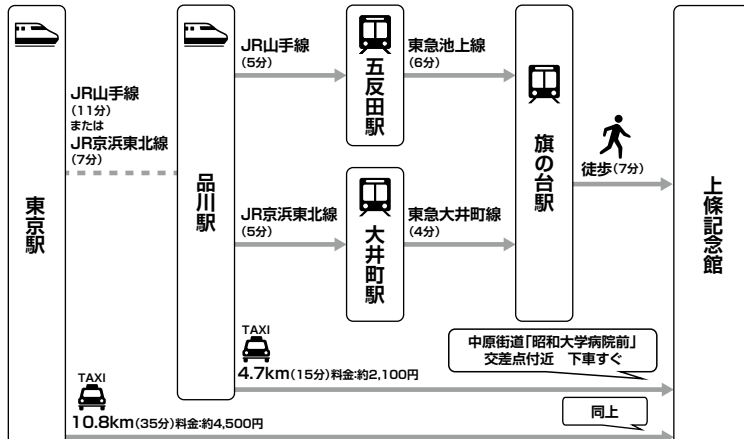 東京駅
JR山手線
(11分)
または
JR京浜東北線
(7分)
品川駅
JR山手線
(5分)
五反田駅
東急池上線
(6分)
JR京浜東北線
(5分)
大井町駅
東急大井町線
(4分)
旗の台駅
徒歩(7分)
上條記念館
TAXI
4.7km(15分)料金:約2,100円
中原街道「昭和大学病院前」
交差点付近 下車すぐ
TAXI
10.8km(35分)料金:約4,500円
同上